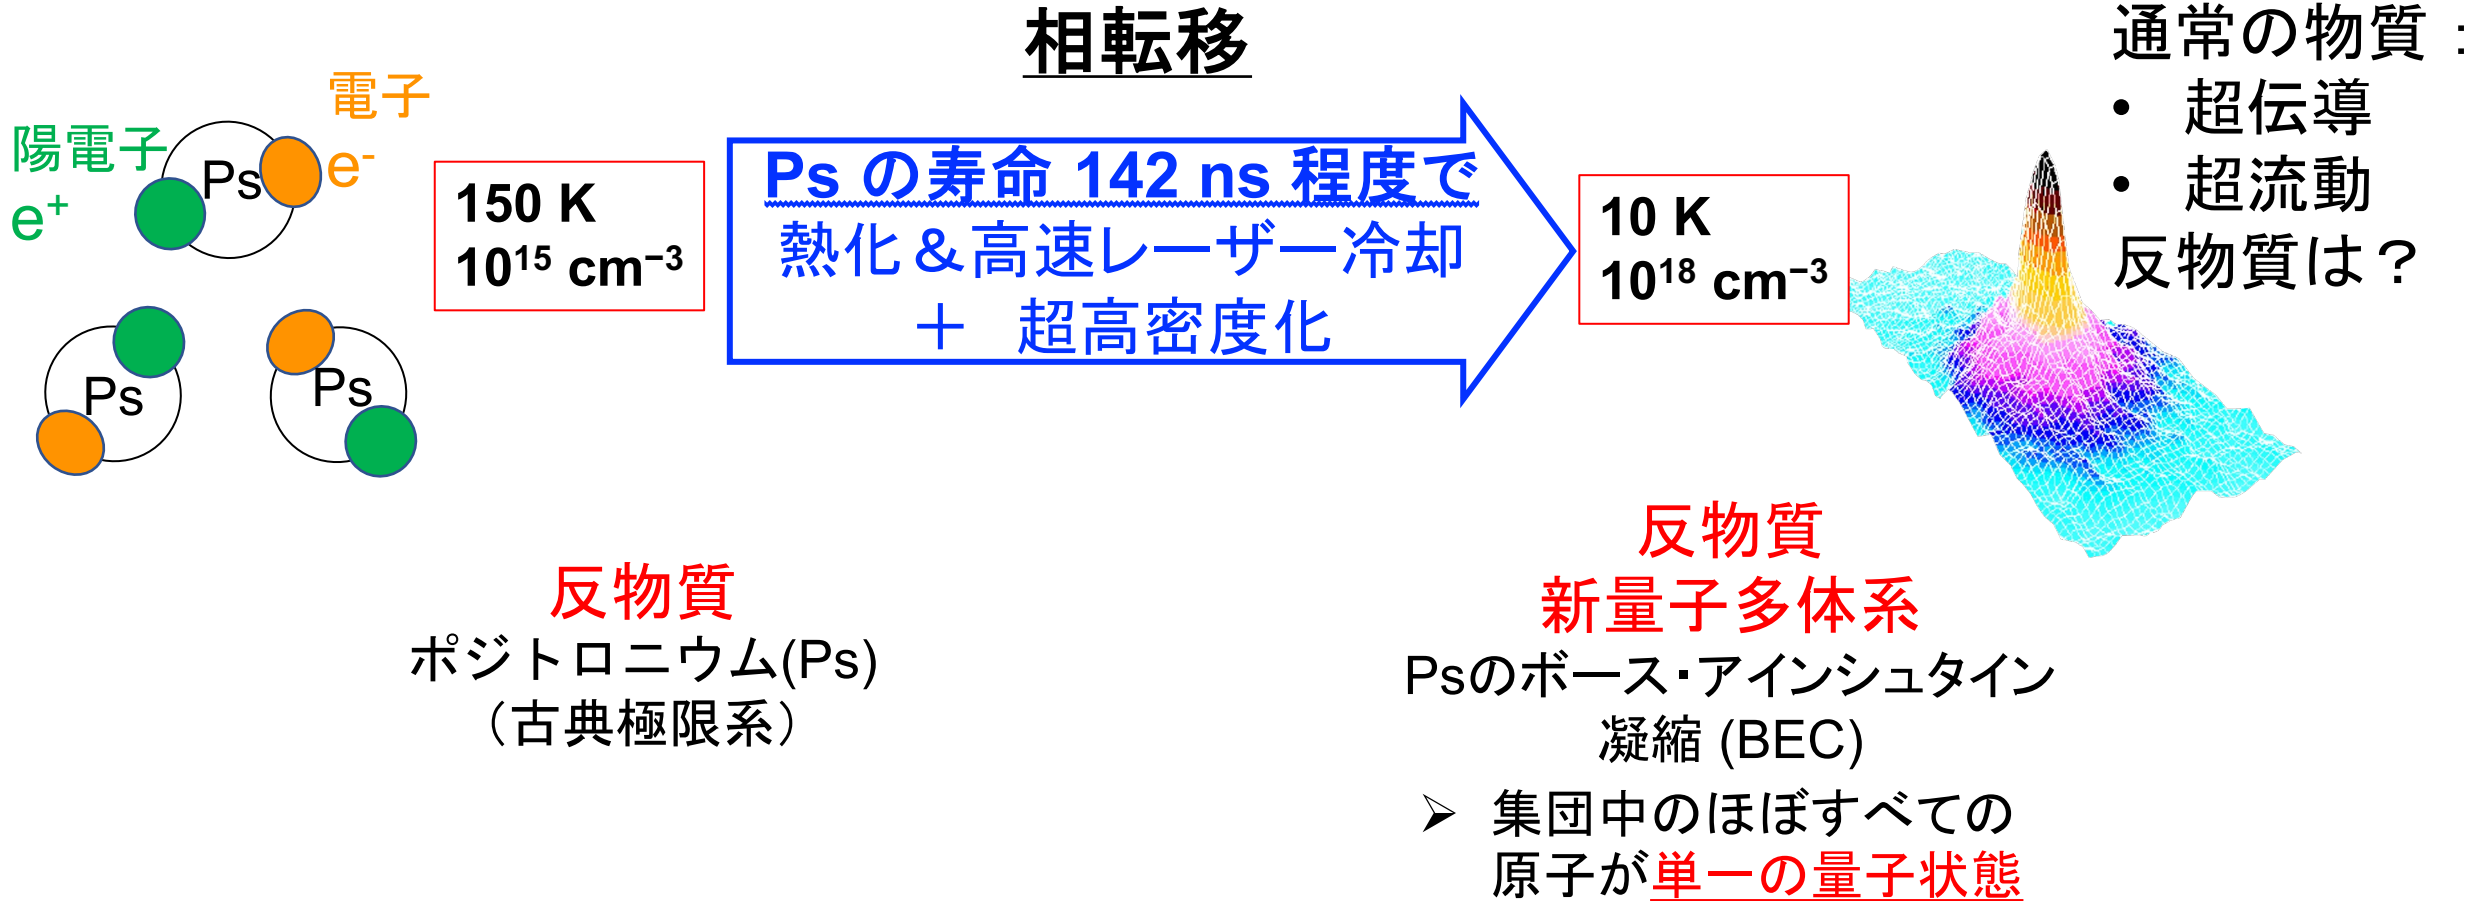 相転移
電子
e-
陽電子
e+
Ps
Ps
Ps
150 K
10¹⁵ cm⁻³
Ps の寿命 142 ns 程度で
熱化＆高速レーザー冷却
＋ 超高密度化
10 K
10¹⁸ cm⁻³
通常の物質：
• 超伝導
• 超流動
反物質は？
反物質
ポジトロニウム(Ps)
（古典極限系）
反物質
新量子多体系
Psのボース・アインシュタイン
凝縮 (BEC)
➢ 集団中のほぼすべての
原子が単一の量子状態